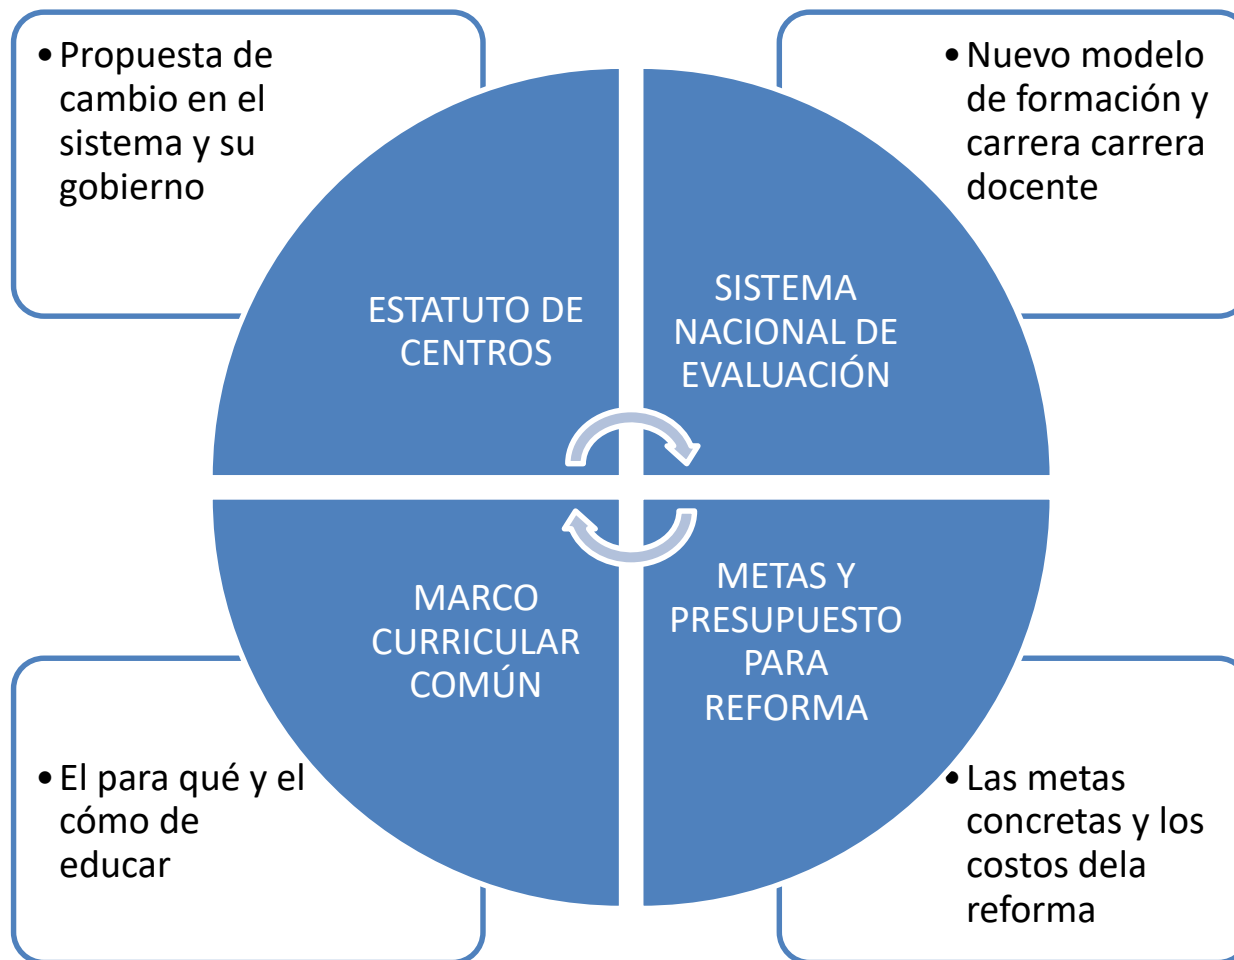 • Propuesta de
cambio en el
sistema y su
gobierno
• Nuevo modelo
de formación y
carrera carrera
docente
ESTATUTO DE
CENTROS
SISTEMA
NACIONAL DE
EVALUACIÓN
MARCO
CURRICULAR
COMÚN
METAS Y
PRESUPUESTO
PARA
REFORMA
• El para qué y el
cómo de
educar
• Las metas
concretas y los
costos dela
reforma